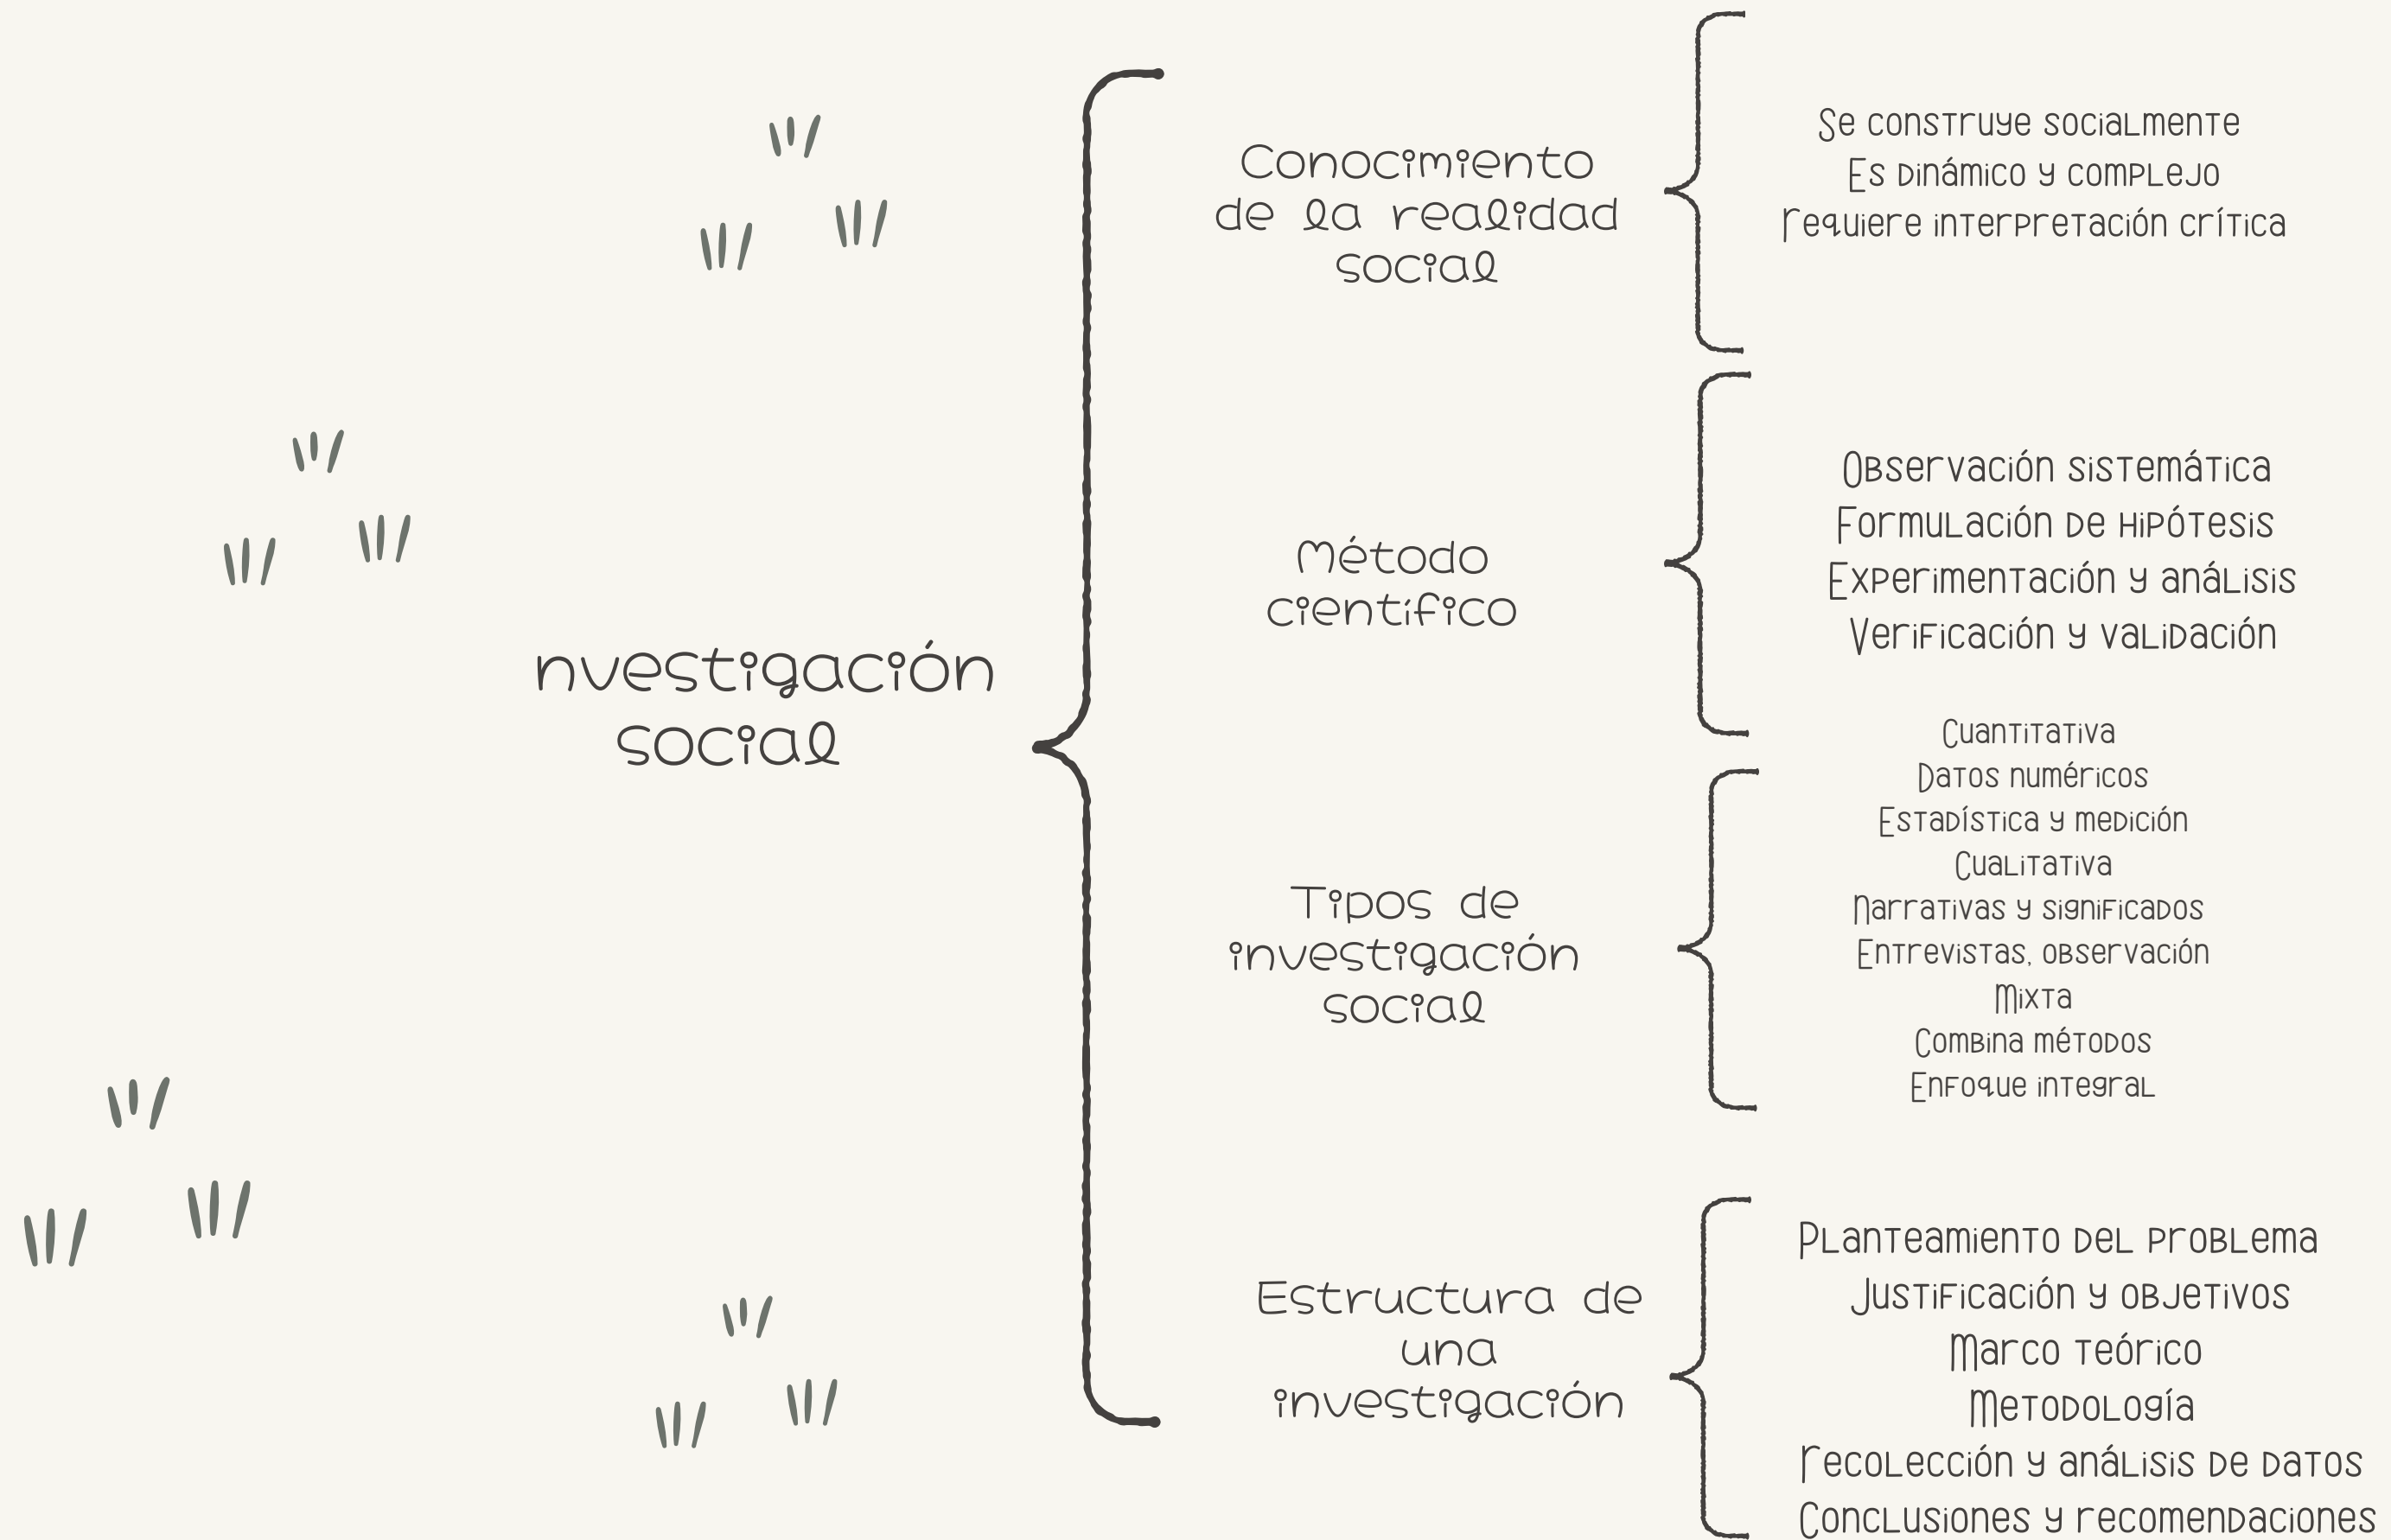 nvestigación
social
Conocimiento
de la realidad
social
Se construye socialmente
Es dinámico y complejo
Requiere interpretación crítica
Método
científico
Observación sistemática
Formulación de hipótesis
Experimentación y análisis
Verificación y validación
Tipos de
investigación
social
Cuantitativa
Datos numéricos
Estadística y medición
Cualitativa
Narrativas y significados
Entrevistas, observación
Mixta
Combina métodos
Enfoque integral
Estructura de
una
investigación
Planteamiento del problema
Justificación y objetivos
Marco teórico
Metodología
Recolección y análisis de datos
Conclusiones y recomendaciones